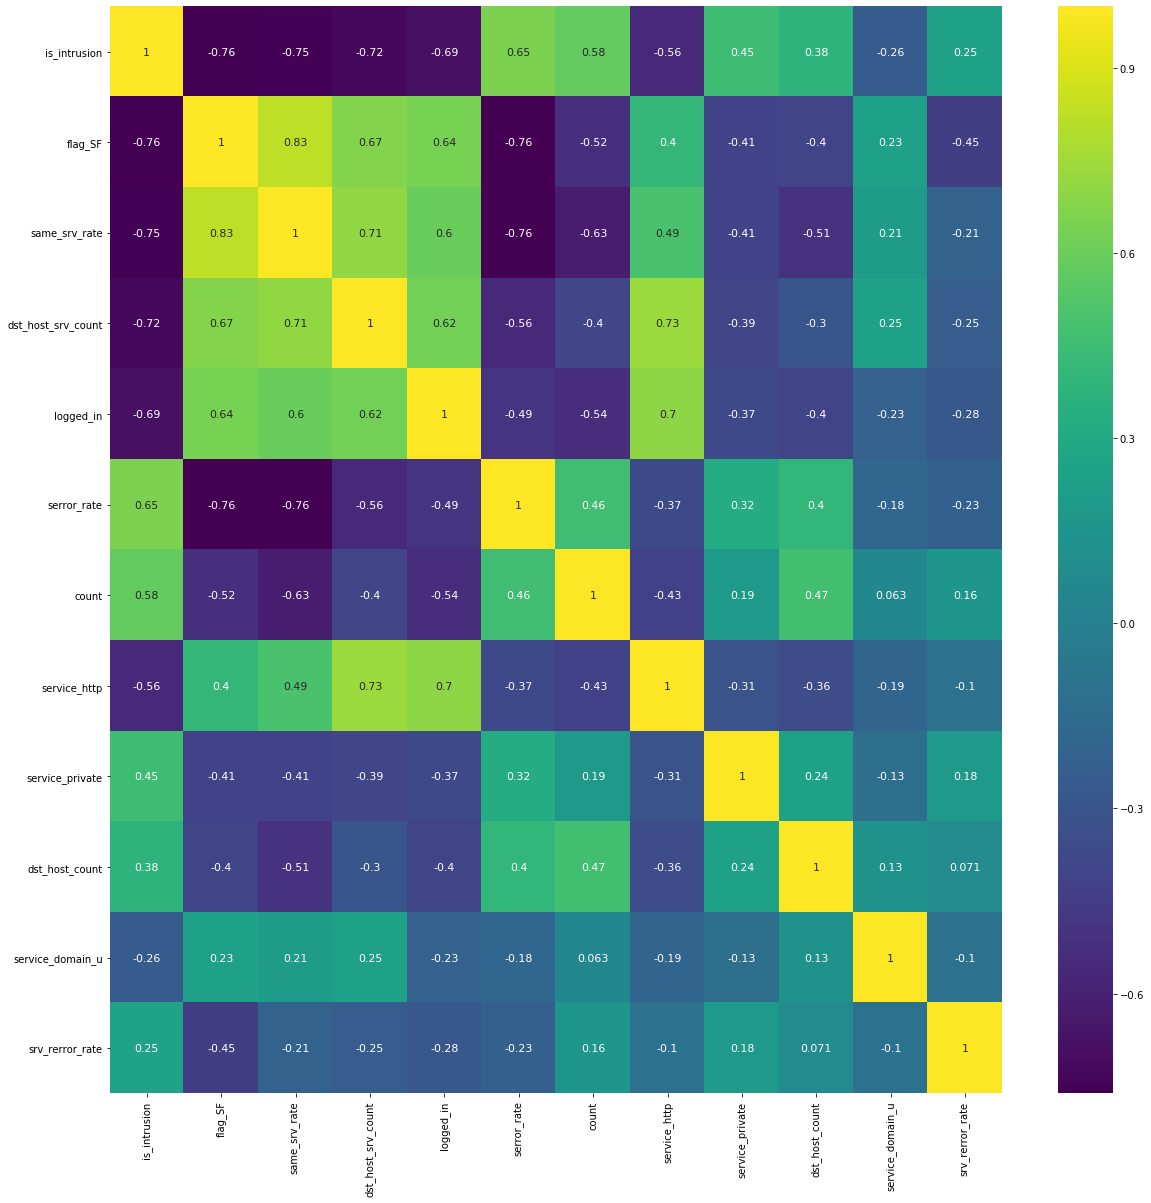 is_intrusion 1 -0.76 -0.75 -0.72 -0.69 0.65 0.58 -0.56 0.45 0.38 -0.26 0.25
flag_SF -0.76 1 0.83 0.67 0.64 -0.76 -0.52 0.4 -0.41 -0.4 0.23 -0.45
same_srv_rate -0.75 0.83 1 0.71 0.6 -0.76 -0.63 0.49 -0.41 -0.51 0.21 -0.21
dst_host_srv_count -0.72 0.67 0.71 1 0.62 -0.56 -0.4 0.73 -0.39 -0.3 0.25 -0.25
logged_in -0.69 0.64 0.6 0.62 1 -0.49 -0.54 0.7 -0.37 -0.4 -0.23 -0.28
serror_rate 0.65 -0.76 -0.76 -0.56 -0.49 1 0.46 -0.37 0.32 0.4 -0.18 -0.23
count 0.58 -0.52 -0.63 -0.4 -0.54 0.46 1 -0.43 0.19 0.47 0.063 0.16
service_http -0.56 0.4 0.49 0.73 0.7 -0.37 -0.43 1 -0.31 -0.36 -0.19 -0.1
service_private 0.45 -0.41 -0.41 -0.39 -0.37 0.32 0.19 -0.31 1 0.24 -0.13 0.18
dst_host_count 0.38 -0.4 -0.51 -0.3 -0.4 0.4 0.47 -0.36 0.24 1 0.13 0.071
service_domain_u -0.26 0.23 0.21 0.25 -0.23 -0.18 0.063 -0.19 -0.13 0.13 1 -0.1
srv_rerror_rate 0.25 -0.45 -0.21 -0.25 -0.28 -0.23 0.16 -0.1 0.18 0.071 -0.1 1
is_intrusion
flag_SF
same_srv_rate
dst_host_srv_count
logged_in
serror_rate
count
service_http
service_private
dst_host_count
service_domain_u
srv_rerror_rate
0.9
0.6
0.3
0.0
−0.3
−0.6